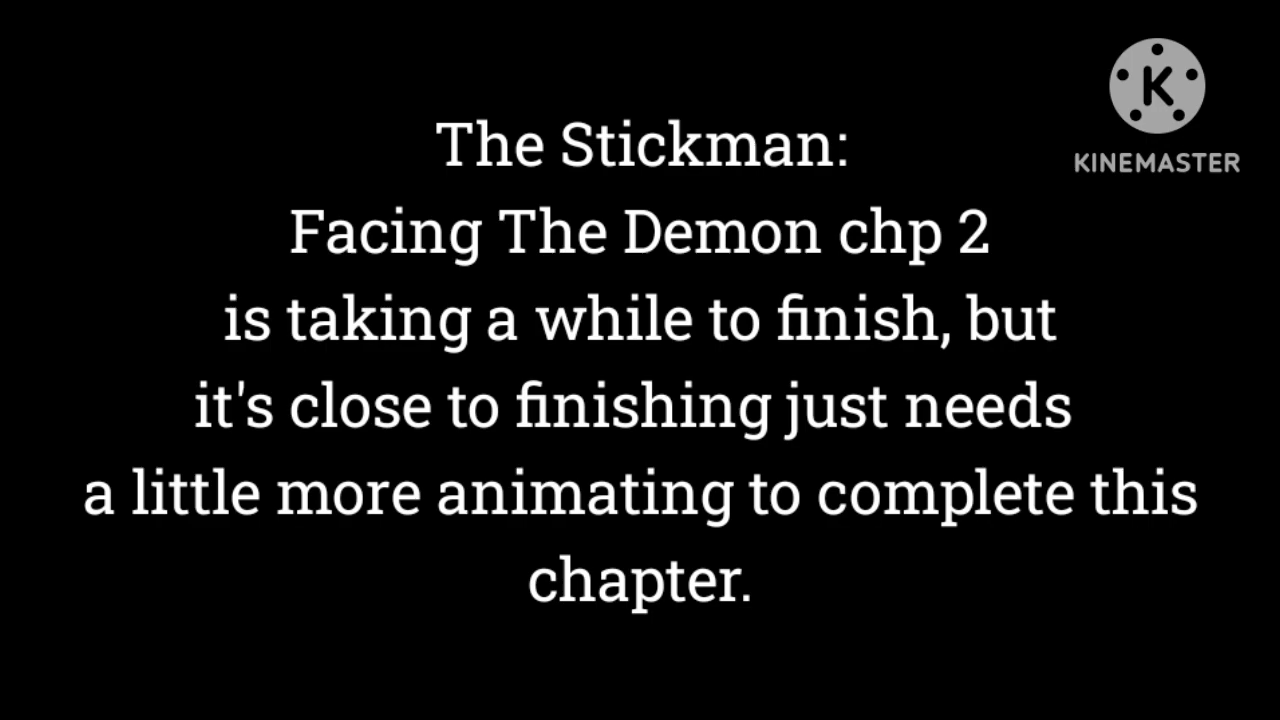 The Stickman:
Facing The Demon chp 2
is taking a while to finish, but
it's close to finishing just needs
a little more animating to complete this
chapter.
K
KINEMASTER